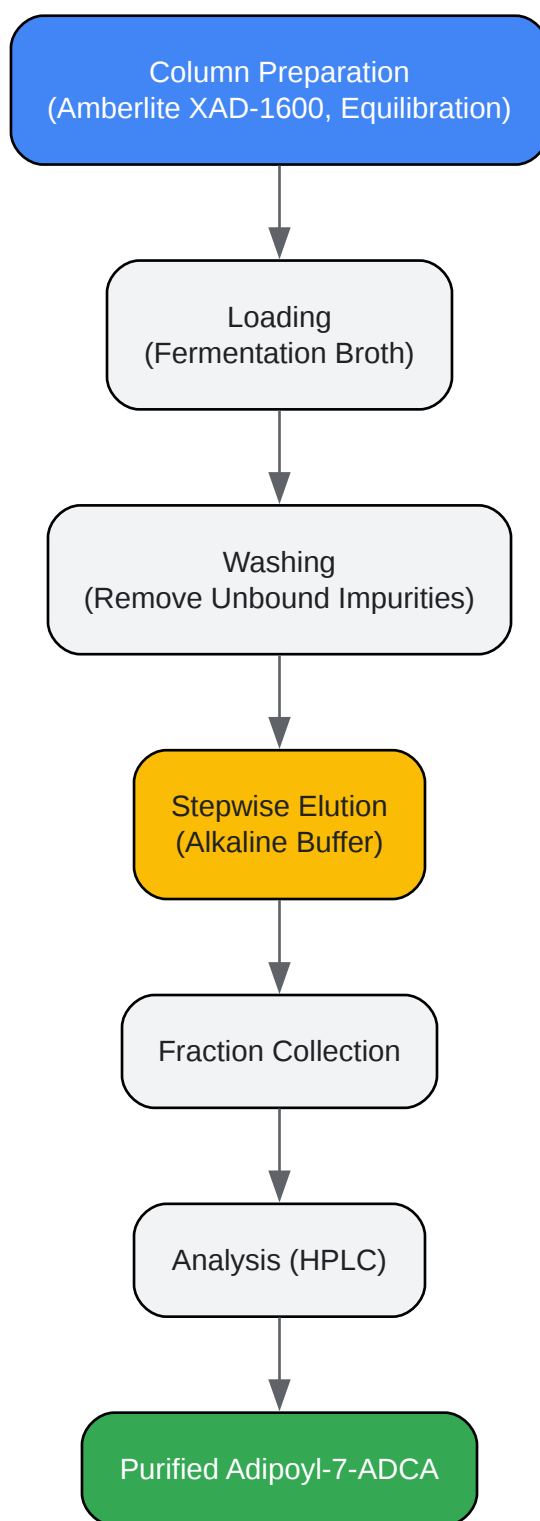 Column Preparation
(Amberlite XAD-1600, Equilibration)
Loading
(Fermentation Broth)
Washing
(Remove Unbound Impurities)
Stepwise Elution
(Alkaline Buffer)
Fraction Collection
Analysis (HPLC)
Purified Adipoyl-7-ADCA